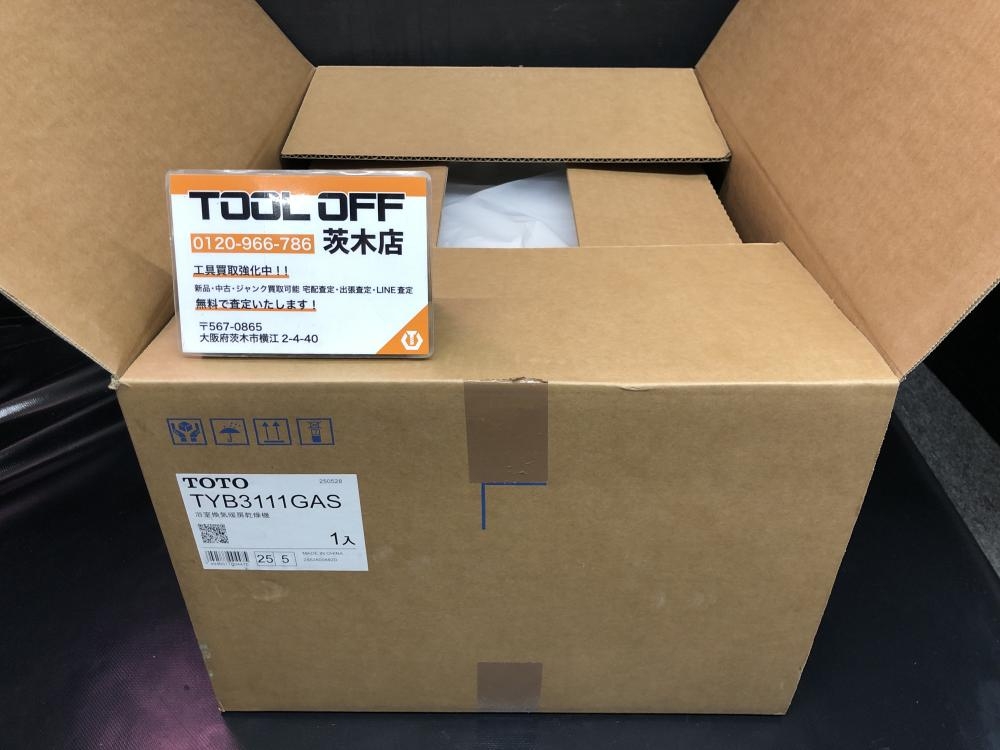 TOOL OFF
0120-966-786 茨木店
工具買取強化中!!
新品・中古・ジャンク買取可能 宅配査定・出張査定・LINE査定
無料で査定いたします!
〒567-0865
大阪府茨木市横江 2-4-40
TOTO 250528
TYB3111GAS
浴室換気暖房乾燥機
1入
25 5
MADE IN CHINA